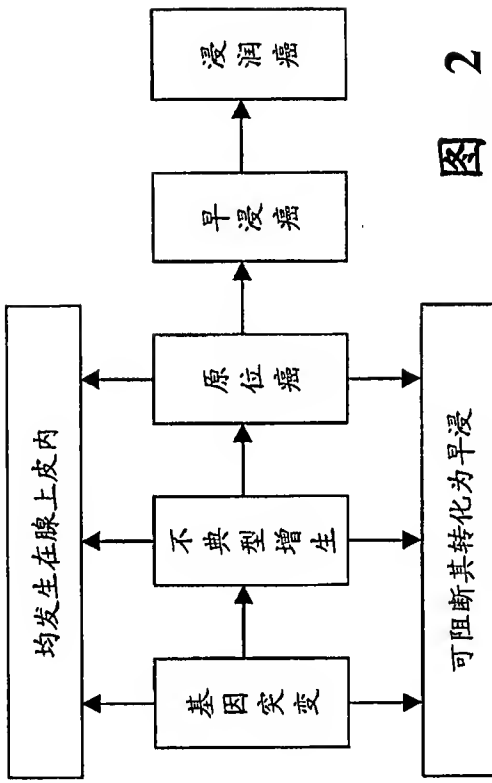 均发生在腺上皮内
基因突变
不典型增生
原位癌
早浸癌
浸润癌
可阻断其转化为早浸
图 2